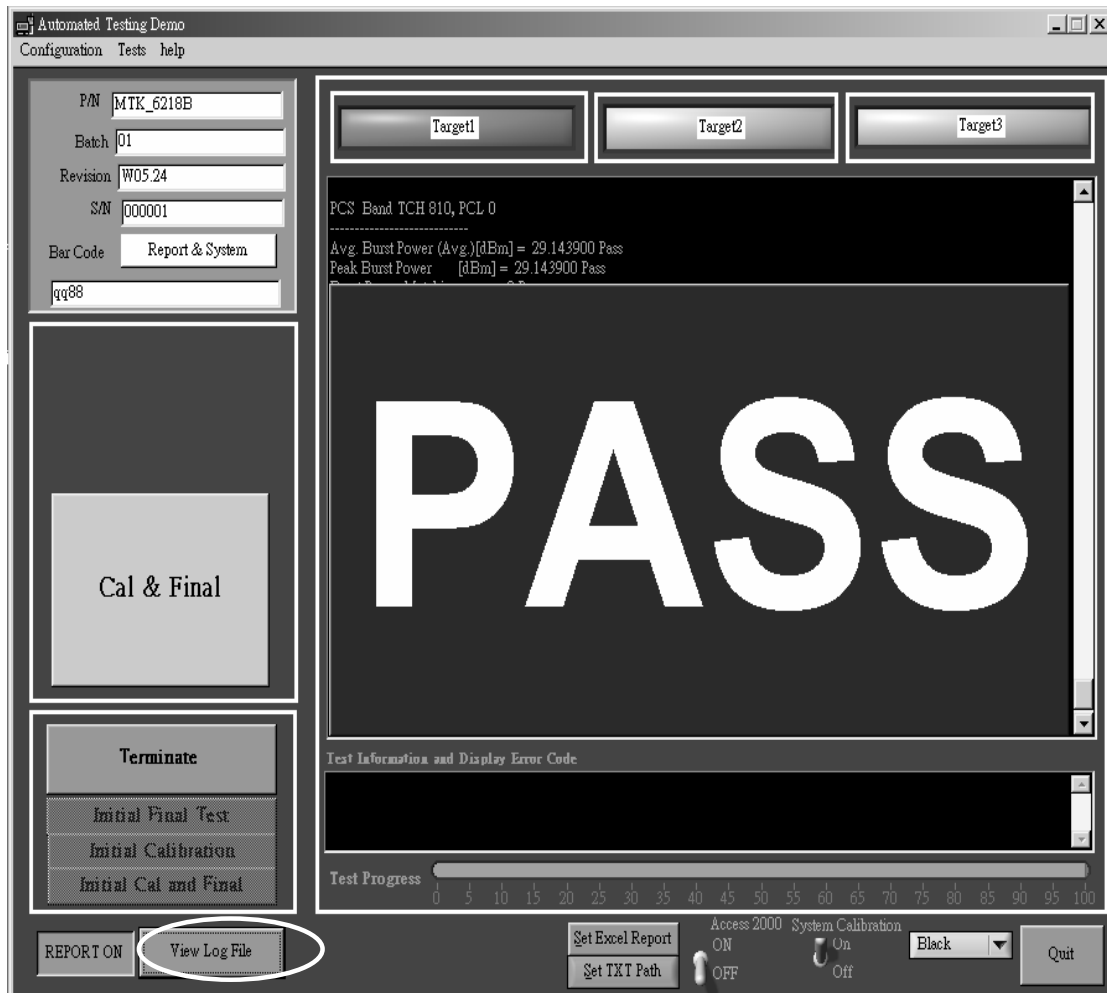 Automated Testing Demo
Configuration Tests help
P/N MTK_6218B
Batch 01
Revision W05.24
S/N 000001
Bar Code Report & System
qq88
Cal & Final
Terminate
Initial Final Test
Initial Calibration
Initial Cal and Final
REPORT ON
View Log File
Target1
Target2
Target3
PCS Band TCH 810, PCL 0
----------------------------
Avg. Burst Power (Avg.)[dBm] = 29.143900 Pass
Peak Burst Power [dBm] = 29.143900 Pass
PASS
Test Information and Display Error Code
Test Progress
0 5 10 15 20 25 30 35 40 45 50 55 60 65 70 75 80 85 90 95 100
Set Excel Report
Set TXT Path
Access 2000
ON
OFF
System Calibration
On
Off
Black
Quit